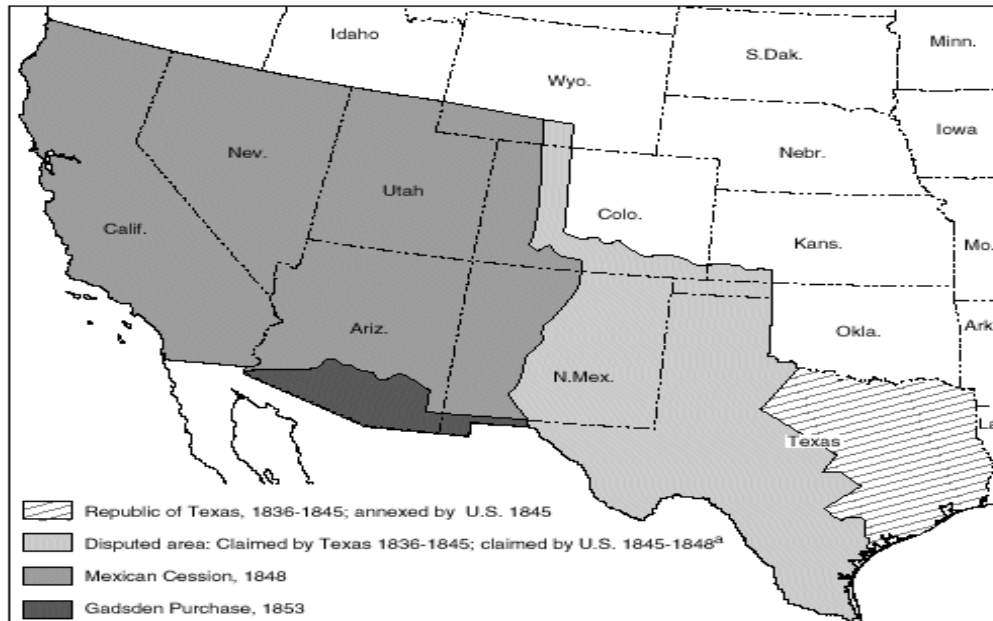 Idaho
Minn.
S.Dak.
Wyo.
Iowa
Nev.
Nebr.
Utah
Calif.
Colo.
Kans.
Mo.
Ariz.
Okla.
Ark
N.Mex.
Texas
La
Republic of Texas, 1836-1845; annexed by U.S. 1845
Disputed area: Claimed by Texas 1836-1845; claimed by U.S. 1845-1848a
Mexican Cession, 1848
Gadsden Purchase, 1853